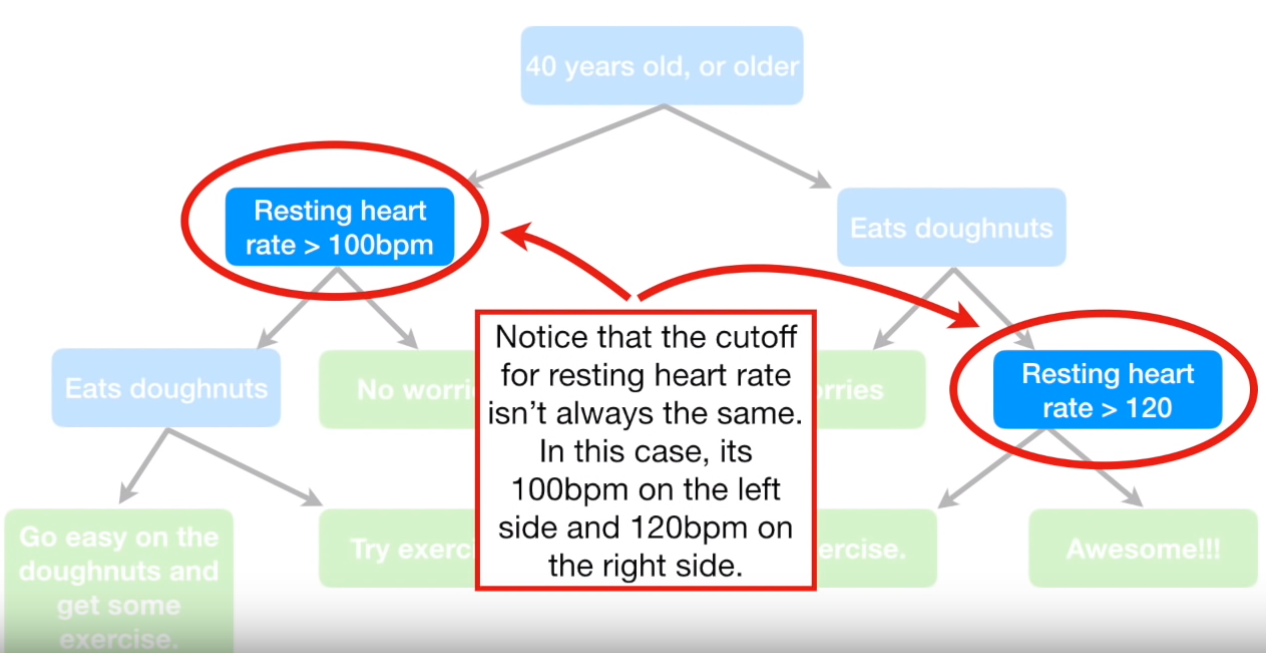 40 years old, or older
Resting heart
rate > 100bpm
Eats doughnuts
Notice that the cutoff
for resting heart rate
isn't always the same.
In this case, its
100bpm on the left
side and 120bpm on
the right side.
Eats doughnuts
No
Resting heart
rate > 120
Go easy on the
doughnuts and
get some
exercise.
Try
Awesome!!!